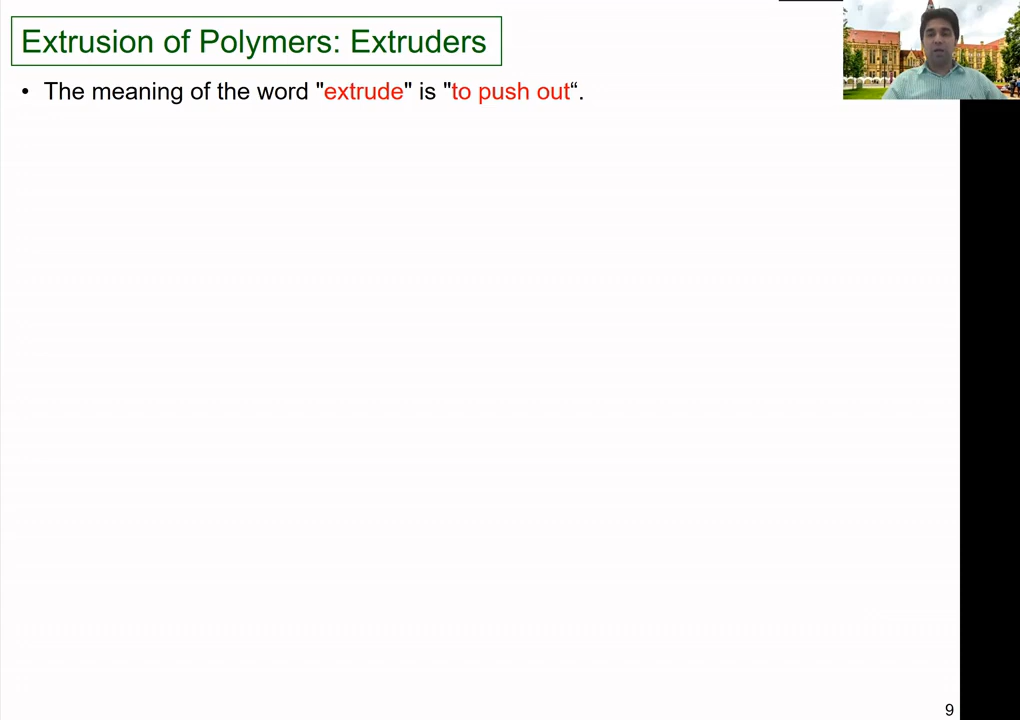 Extrusion of Polymers: Extruders
• The meaning of the word "extrude" is "to push out“.
9